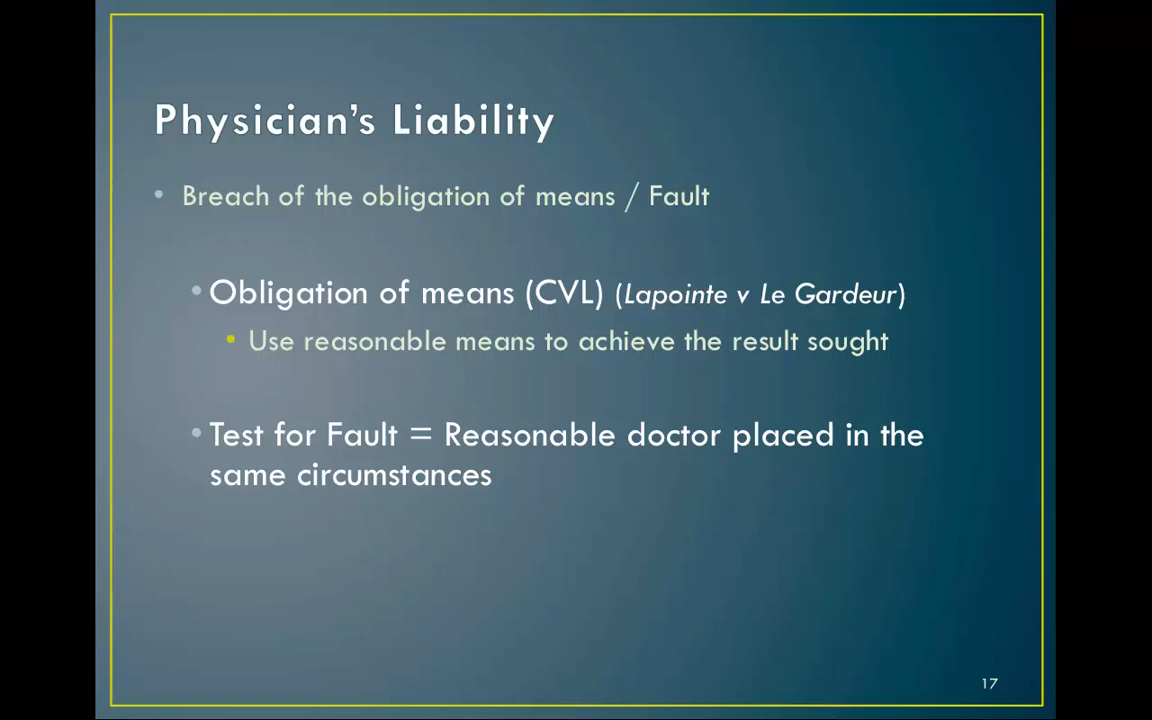 Physician’s Liability
• Breach of the obligation of means / Fault
• Obligation of means (CVL) (Lapointe v Le Gardeur)
• Use reasonable means to achieve the result sought
• Test for Fault = Reasonable doctor placed in the
same circumstances
17